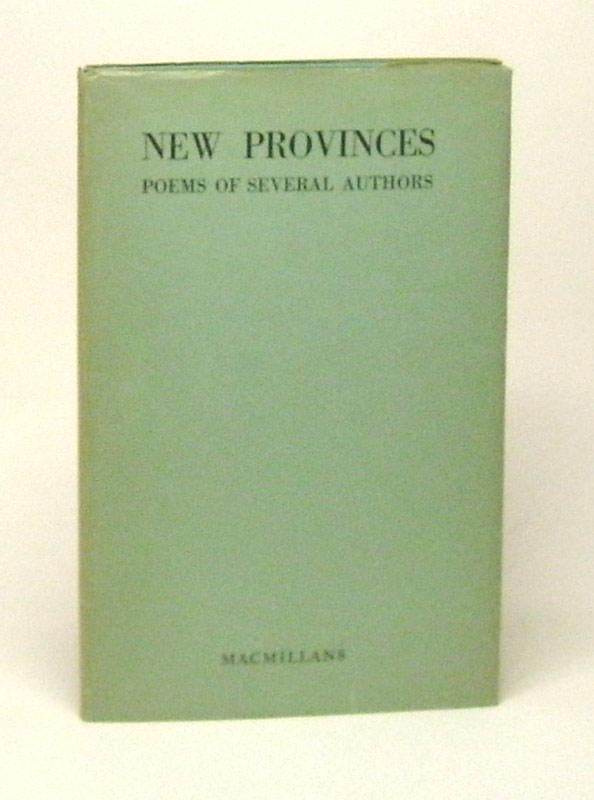 NEW PROVINCES
POEMS OF SEVERAL AUTHORS
MACMILLANS